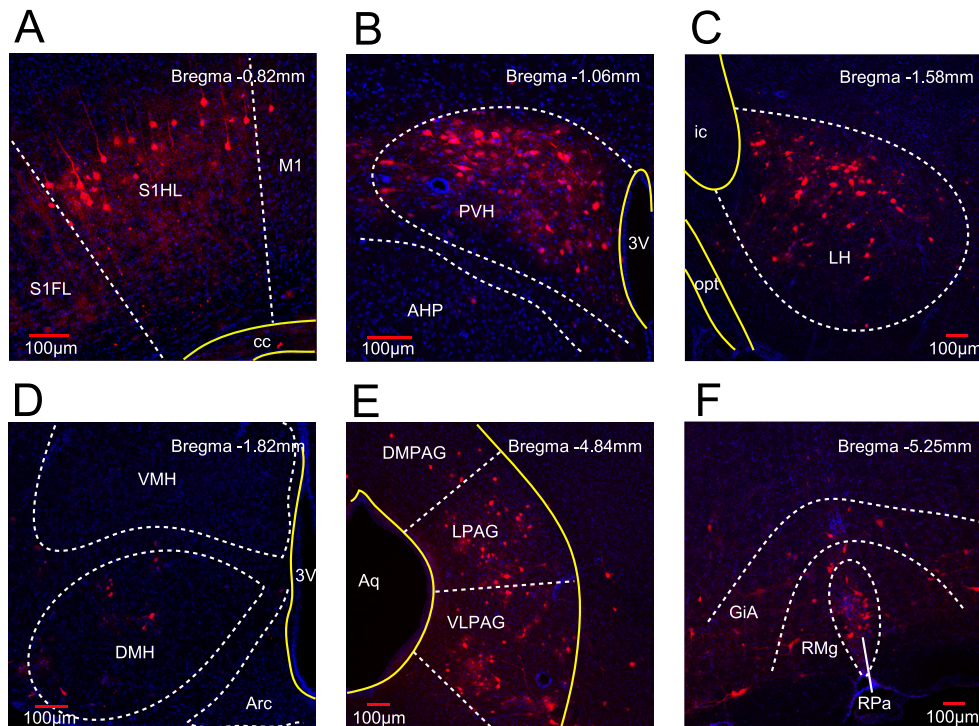 A
Bregma -0.82mm
M1
S1HL
S1FL
cc
100µm
B
Bregma -1.06mm
PVH
3V
AHP
100µm
C
Bregma -1.58mm
ic
LH
opt
100µm
D
Bregma -1.82mm
VMH
3V
DMH
Arc
100µm
E
Bregma -4.84mm
DMPAG
LPAG
Aq
VLPAG
100µm
F
Bregma -5.25mm
GiA
RMg
RPa
100µm